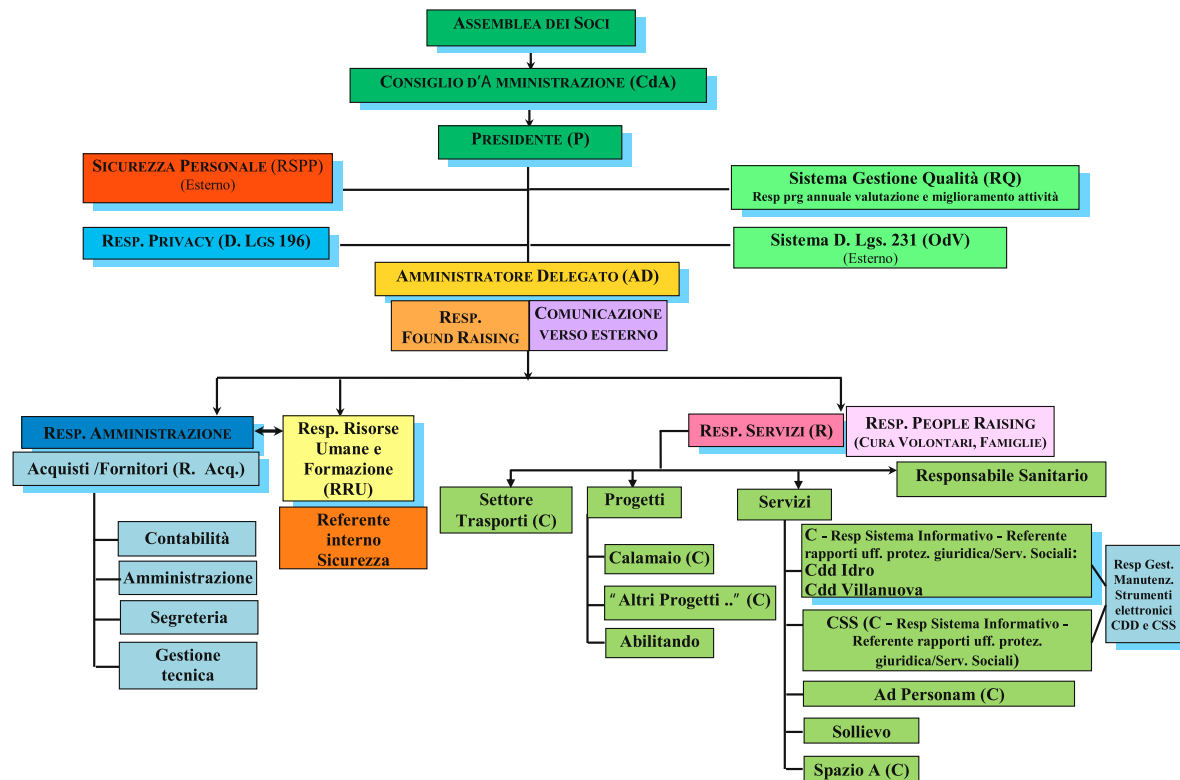 ASSEMBLEA DEI SOCI
CONSIGLIO D'AMMINISTRAZIONE (CdA)
PRESIDENTE (P)
SICUREZZA PERSONALE (RSPP)
(Esterno)
Sistema Gestione Qualità (RQ)
Resp prg annuale valutazione e miglioramento attività
RESP. PRIVACY (D. LGS 196)
Sistema D. Lgs. 231 (OdV)
(Esterno)
AMMINISTRATORE DELEGATO (AD)
RESP.
FOUND RAISING
COMUNICAZIONE
VERSO ESTERNO
RESP. AMMINISTRAZIONE
Acquisti /Fornitori (R. Acq.)
Resp. Risorse
Umane e
Formazione
(RRU)
Referente
interno
Sicurezza
Contabilità
Amministrazione
Segreteria
Gestione
tecnica
RESP. SERVIZI (R)
RESP. PEOPLE RAISING
(CURA VOLONTARI, FAMIGLIE)
Responsabile Sanitario
Settore
Trasporti (C)
Progetti
Servizi
Calamaio (C)
“Altri Progetti ..” (C)
Abilitando
C - Resp Sistema Informativo - Referente
rapporti uff. protez. giuridica/Serv. Sociali:
Cdd Idro
Cdd Villanuova
CSS (C - Resp Sistema Informativo -
Referente rapporti uff. protez.
giuridica/Serv. Sociali)
Ad Personam (C)
Sollievo
Spazio A (C)
Resp Gest.
Manutenz.
Strumenti
elettronici
CDD e CSS